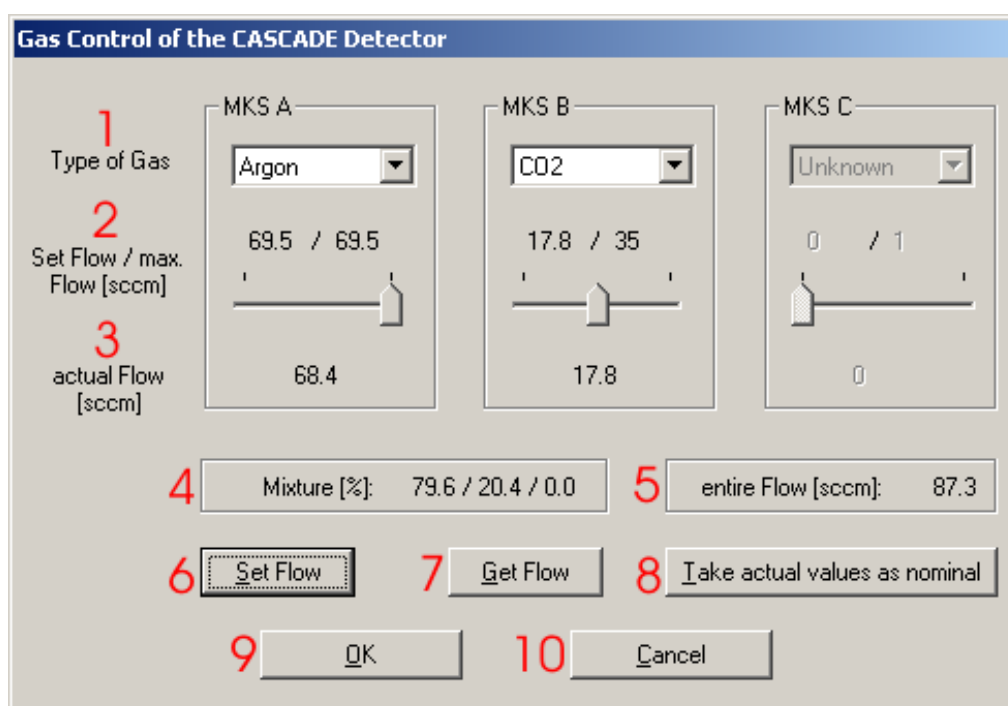 Gas Control of the CASCADE Detector
MKS A
MKS B
MKS C
1
Type of Gas
Argon
CO2
Unknown
2
Set Flow / max.
Flow [sccm]
69.5 / 69.5
17.8 / 35
0 / 1
3
actual Flow
[sccm]
68.4
17.8
0
4
Mixture [%]: 79.6 / 20.4 / 0.0
5
entire Flow [sccm]: 87.3
6
Set Flow
7
Get Flow
8
Take actual values as nominal
9
OK
10
Cancel